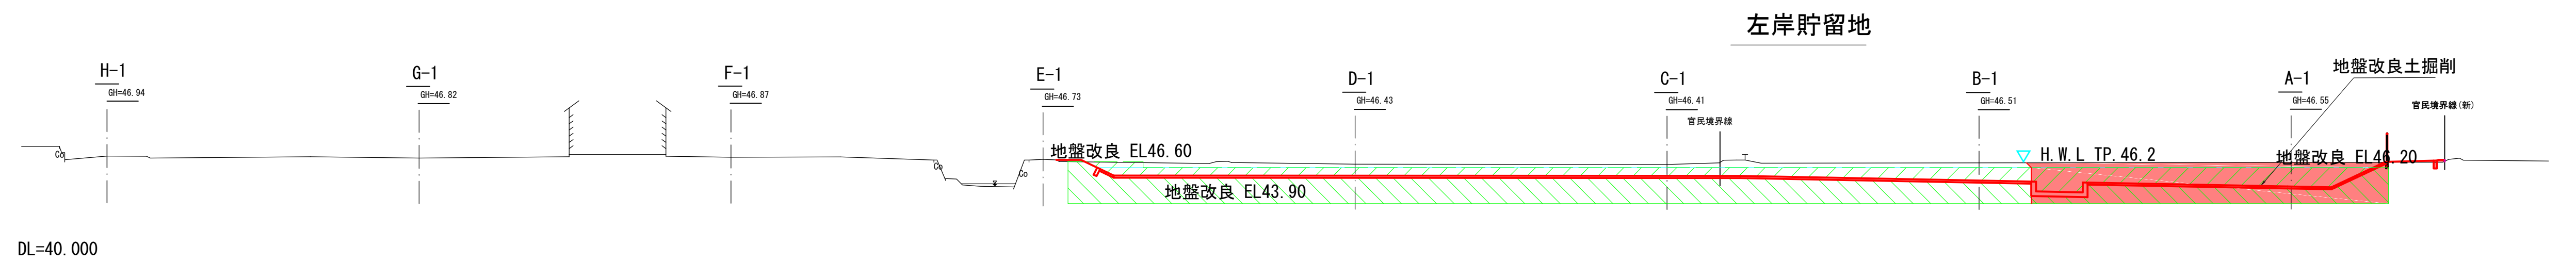 左岸貯留地
H-1
GH=46.94
G-1
GH=46.82
F-1
GH=46.87
E-1
GH=46.73
D-1
GH=46.43
C-1
GH=46.41
官民境界線
B-1
GH=46.51
A-1
GH=46.55
地盤改良土掘削
官民境界線(新)
Co
Co
Co
地盤改良 EL46.60
地盤改良 EL43.90
H.W.L TP.46.2
地盤改良 EL46.20
DL=40.000